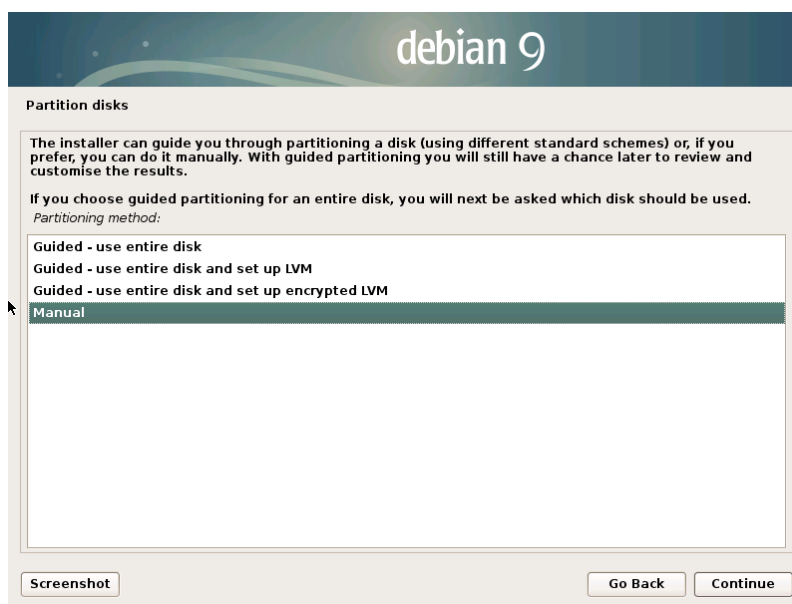 debian 9
Partition disks
The installer can guide you through partitioning a disk (using different standard schemes) or, if you
prefer, you can do it manually. With guided partitioning you will still have a chance later to review and
customise the results.
If you choose guided partitioning for an entire disk, you will next be asked which disk should be used.
Partitioning method:
Guided - use entire disk
Guided - use entire disk and set up LVM
Guided - use entire disk and set up encrypted LVM
Manual
Screenshot
Go Back
Continue